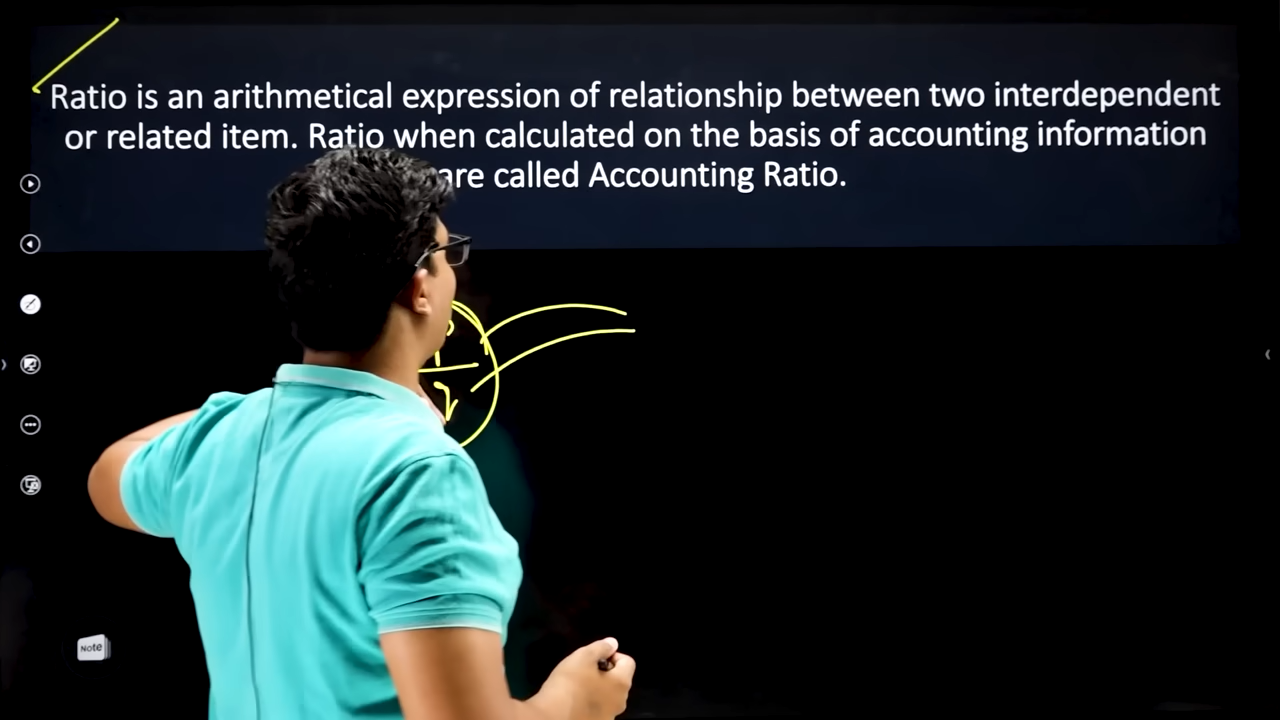 Ratio is an arithmetical expression of relationship between two interdependent
or related item. Ratio when calculated on the basis of accounting information
are called Accounting Ratio.
Note